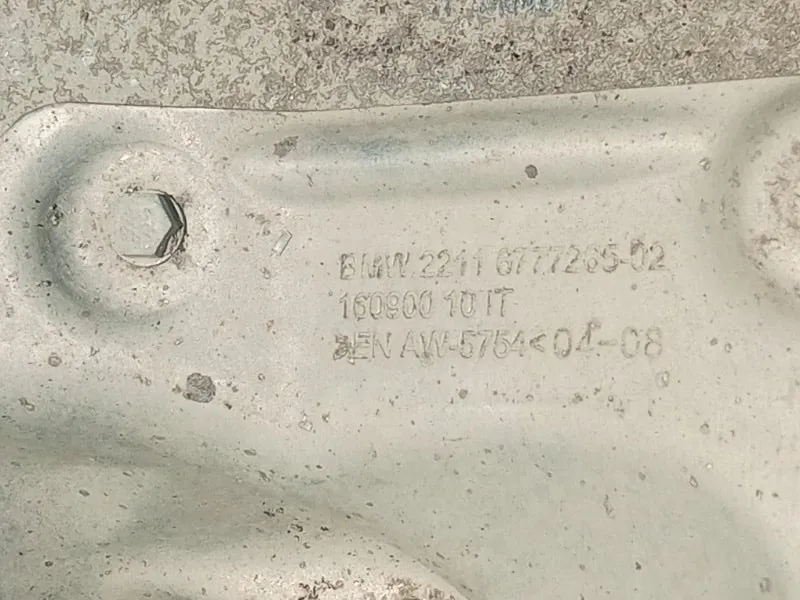 BMW 2211 6777265-02
160900 10 IT
>EN AW-5754< 04-08